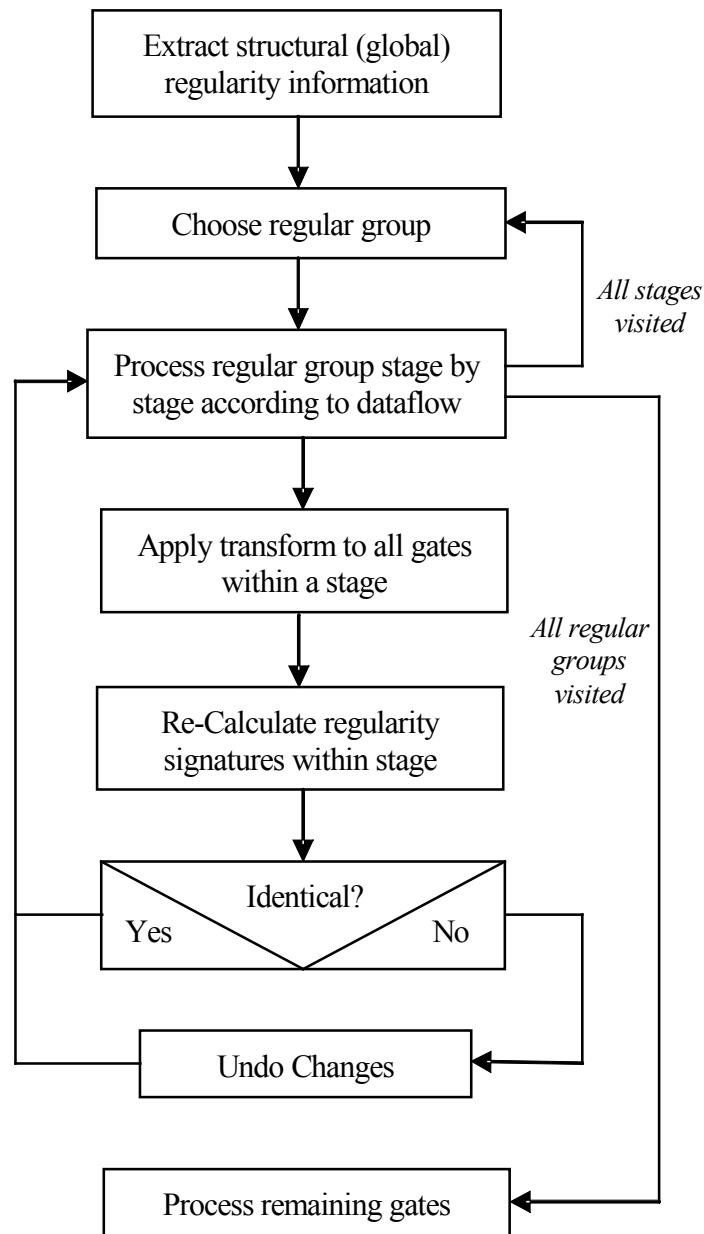 Extract structural (global)
regularity information
Choose regular group
All stages
visited
Process regular group stage by
stage according to dataflow
Apply transform to all gates
within a stage
All regular
groups
visited
Re-Calculate regularity
signatures within stage
Identical?
Yes
No
Undo Changes
Process remaining gates